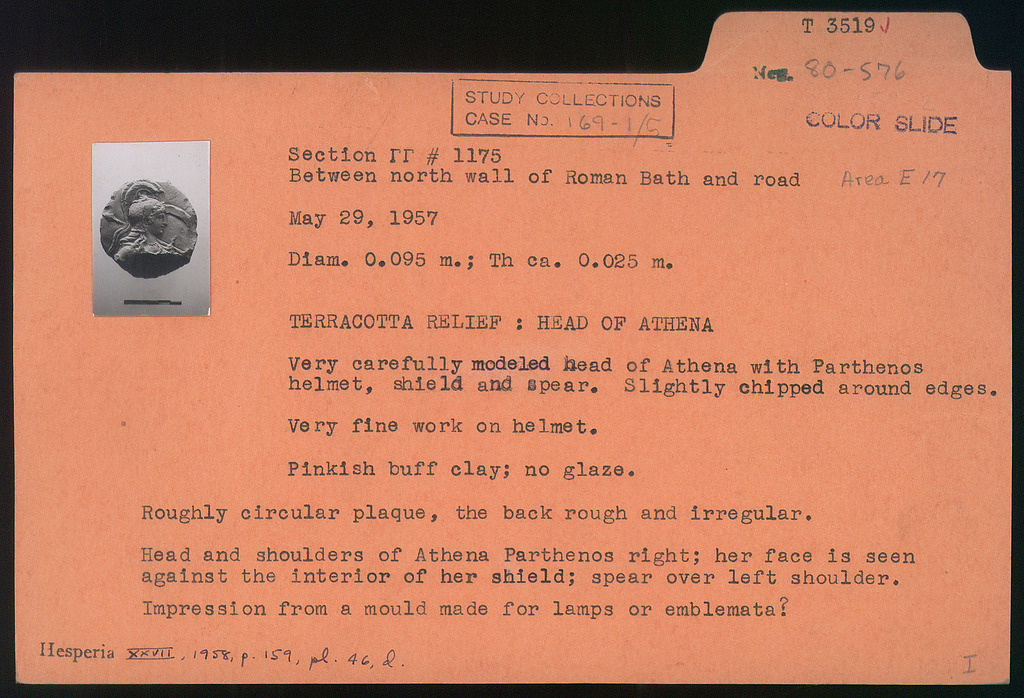 T 3519 √
Neg. 80-576
STUDY COLLECTIONS
CASE No. 169-1/5
COLOR SLIDE
Section ΓΓ # 1175
Between north wall of Roman Bath and road Area E 17
May 29, 1957
Diam. 0.095 m.; Th ca. 0.025 m.
TERRACOTTA RELIEF : HEAD OF ATHENA
Very carefully modeled head of Athena with Parthenos
helmet, shield and spear. Slightly chipped around edges.
Very fine work on helmet.
Pinkish buff clay; no glaze.
Roughly circular plaque, the back rough and irregular.
Head and shoulders of Athena Parthenos right; her face is seen
against the interior of her shield; spear over left shoulder.
Impression from a mould made for lamps or emblemata?
Hesperia XXVII, 1958, p. 159, pl. 46, d.
I